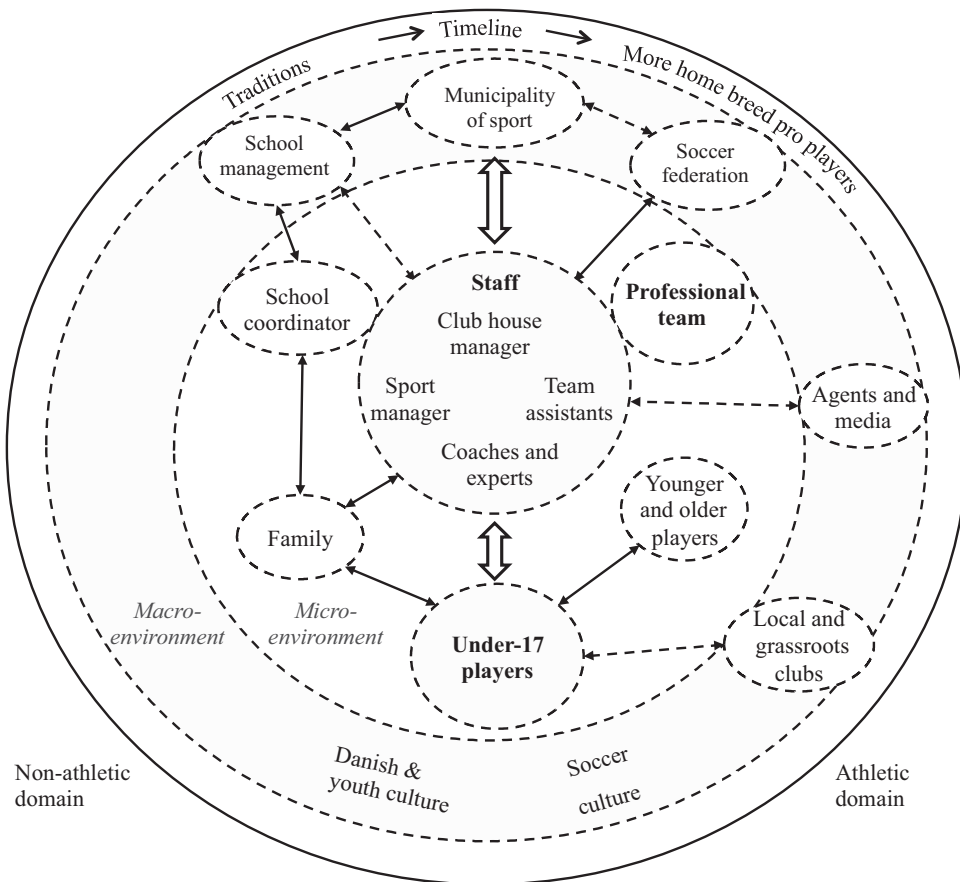 Timeline
Traditions
More home breed pro players
Municipality
of sport
School
management
Soccer
federation
School
coordinator
Staff
Club house
manager
Sport
manager
Team
assistants
Coaches and
experts
Professional
team
Agents and
media
Younger
and older
players
Family
Macro-
environment
Micro-
environment
Under-17
players
Local and
grassroots
clubs
Danish &
youth culture
Soccer
culture
Non-athletic
domain
Athletic
domain